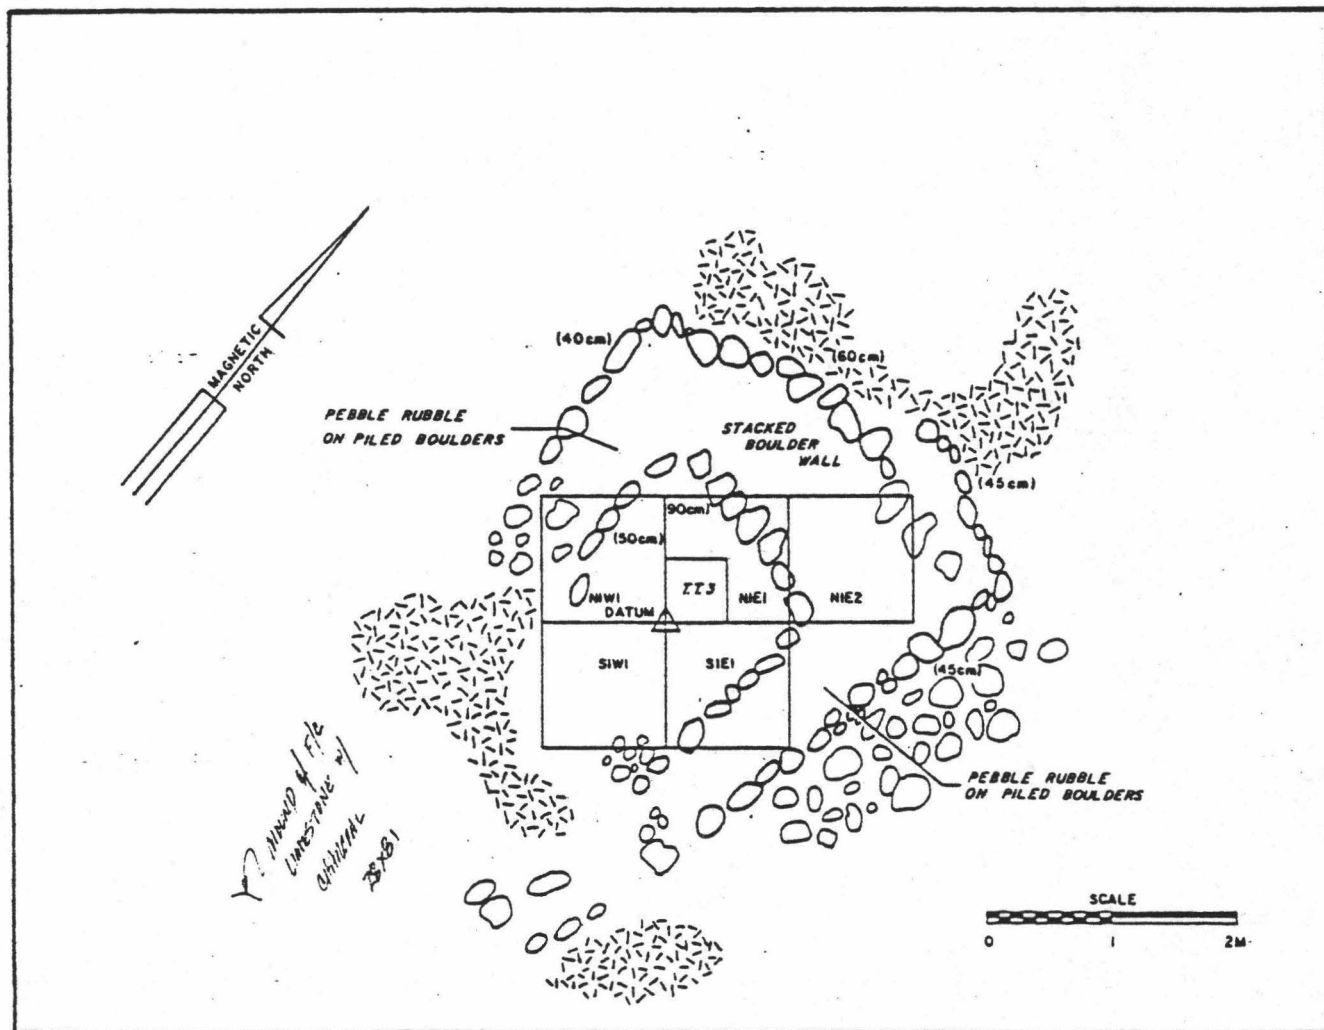 MAGNETIC
NORTH
(40cm)
(60cm)
PEBBLE RUBBLE
ON PILED BOULDERS
STACKED
BOULDER
WALL
(45cm)
90cm)
(50cm)
TT3
N1W1
N1E1
N1E2
DATUM
S1W1
S1E1
(45cm)
PEBBLE RUBBLE
ON PILED BOULDERS
LIMESTONE w/
SCALE
0 1 2M